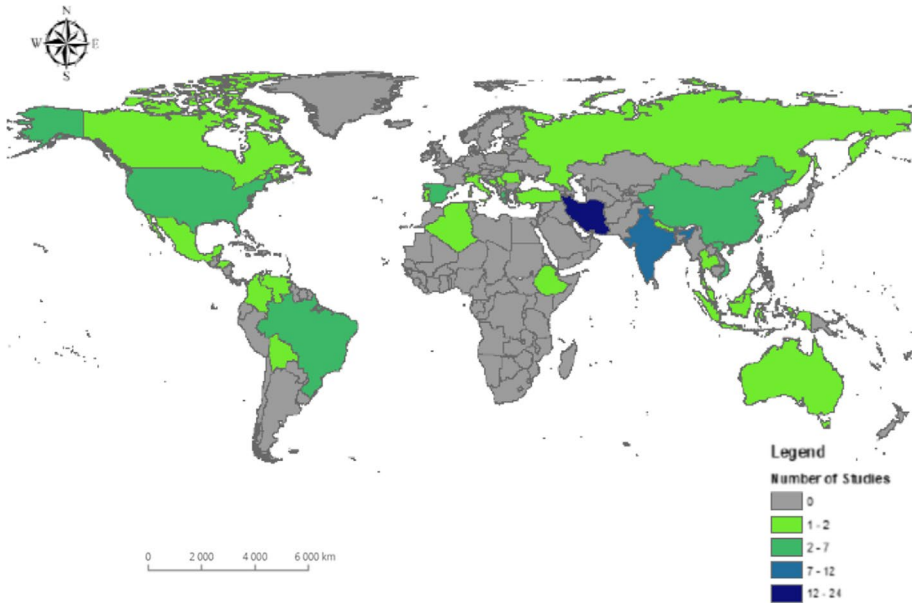 N
W E
S
Legend
Number of Studies
0
1 - 2
2 - 7
7 - 12
12 - 24
0 2 000 4 000 6 000 km